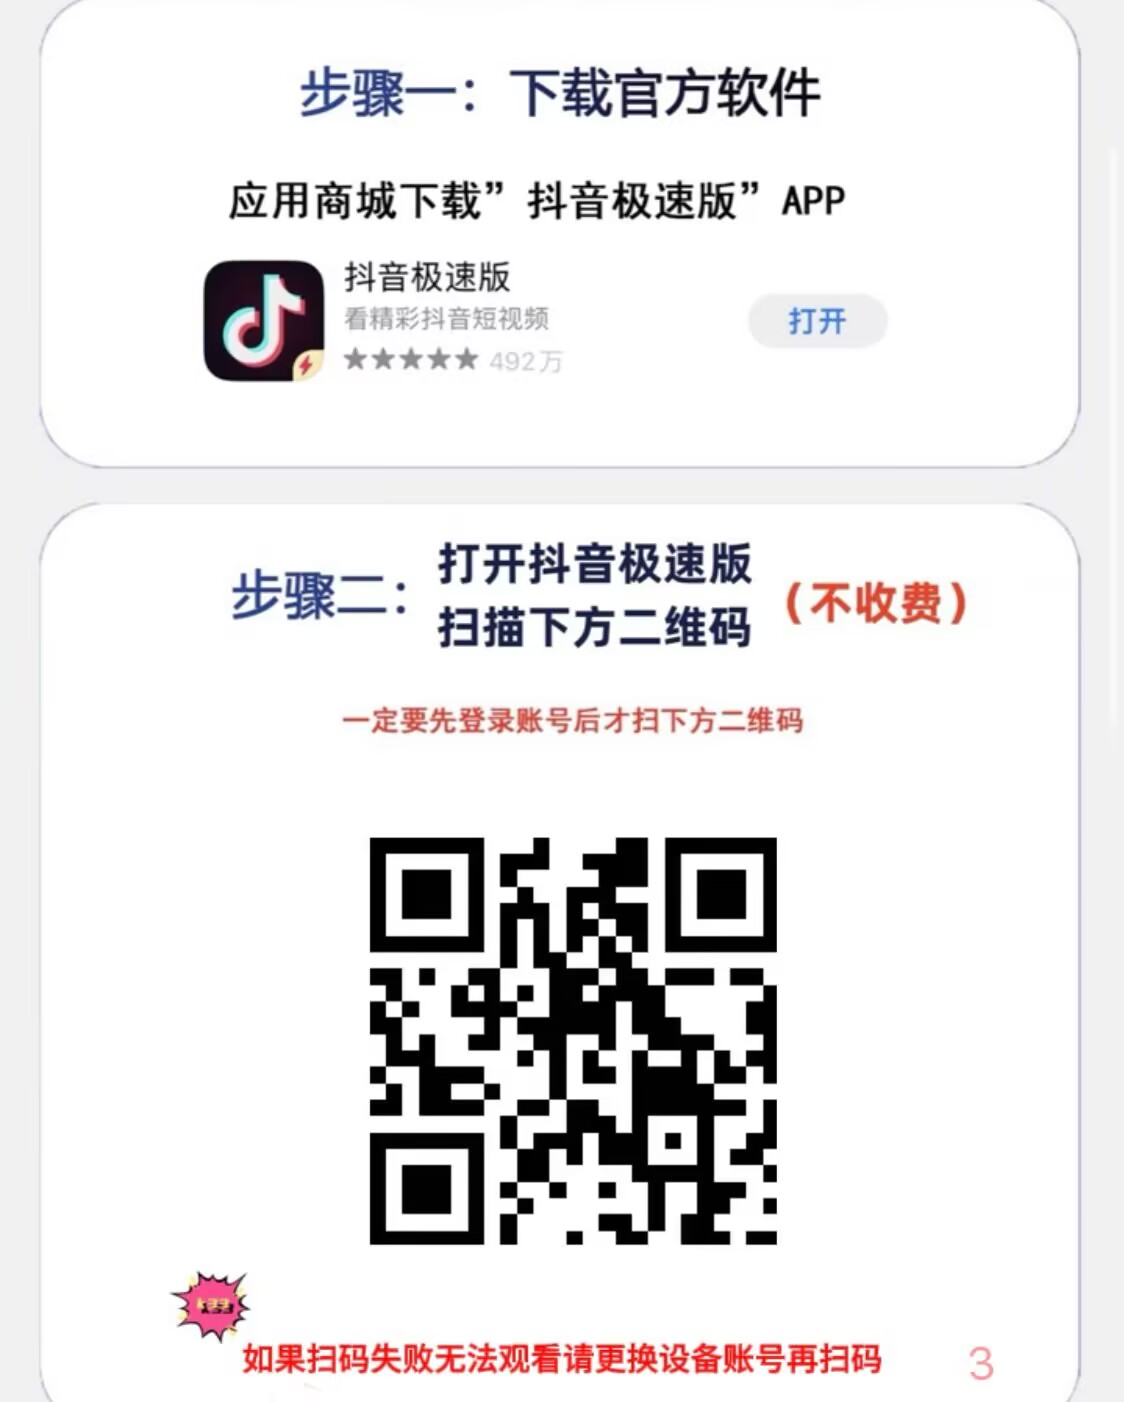 步骤一：下载官方软件
应用商城下载”抖音极速版”APP
抖音极速版
看精彩抖音短视频
★★★★★ 492万
打开
步骤二：
打开抖音极速版
扫描下方二维码
（不收费）
一定要先登录账号后才扫下方二维码
如果扫码失败无法观看请更换设备账号再扫码
3